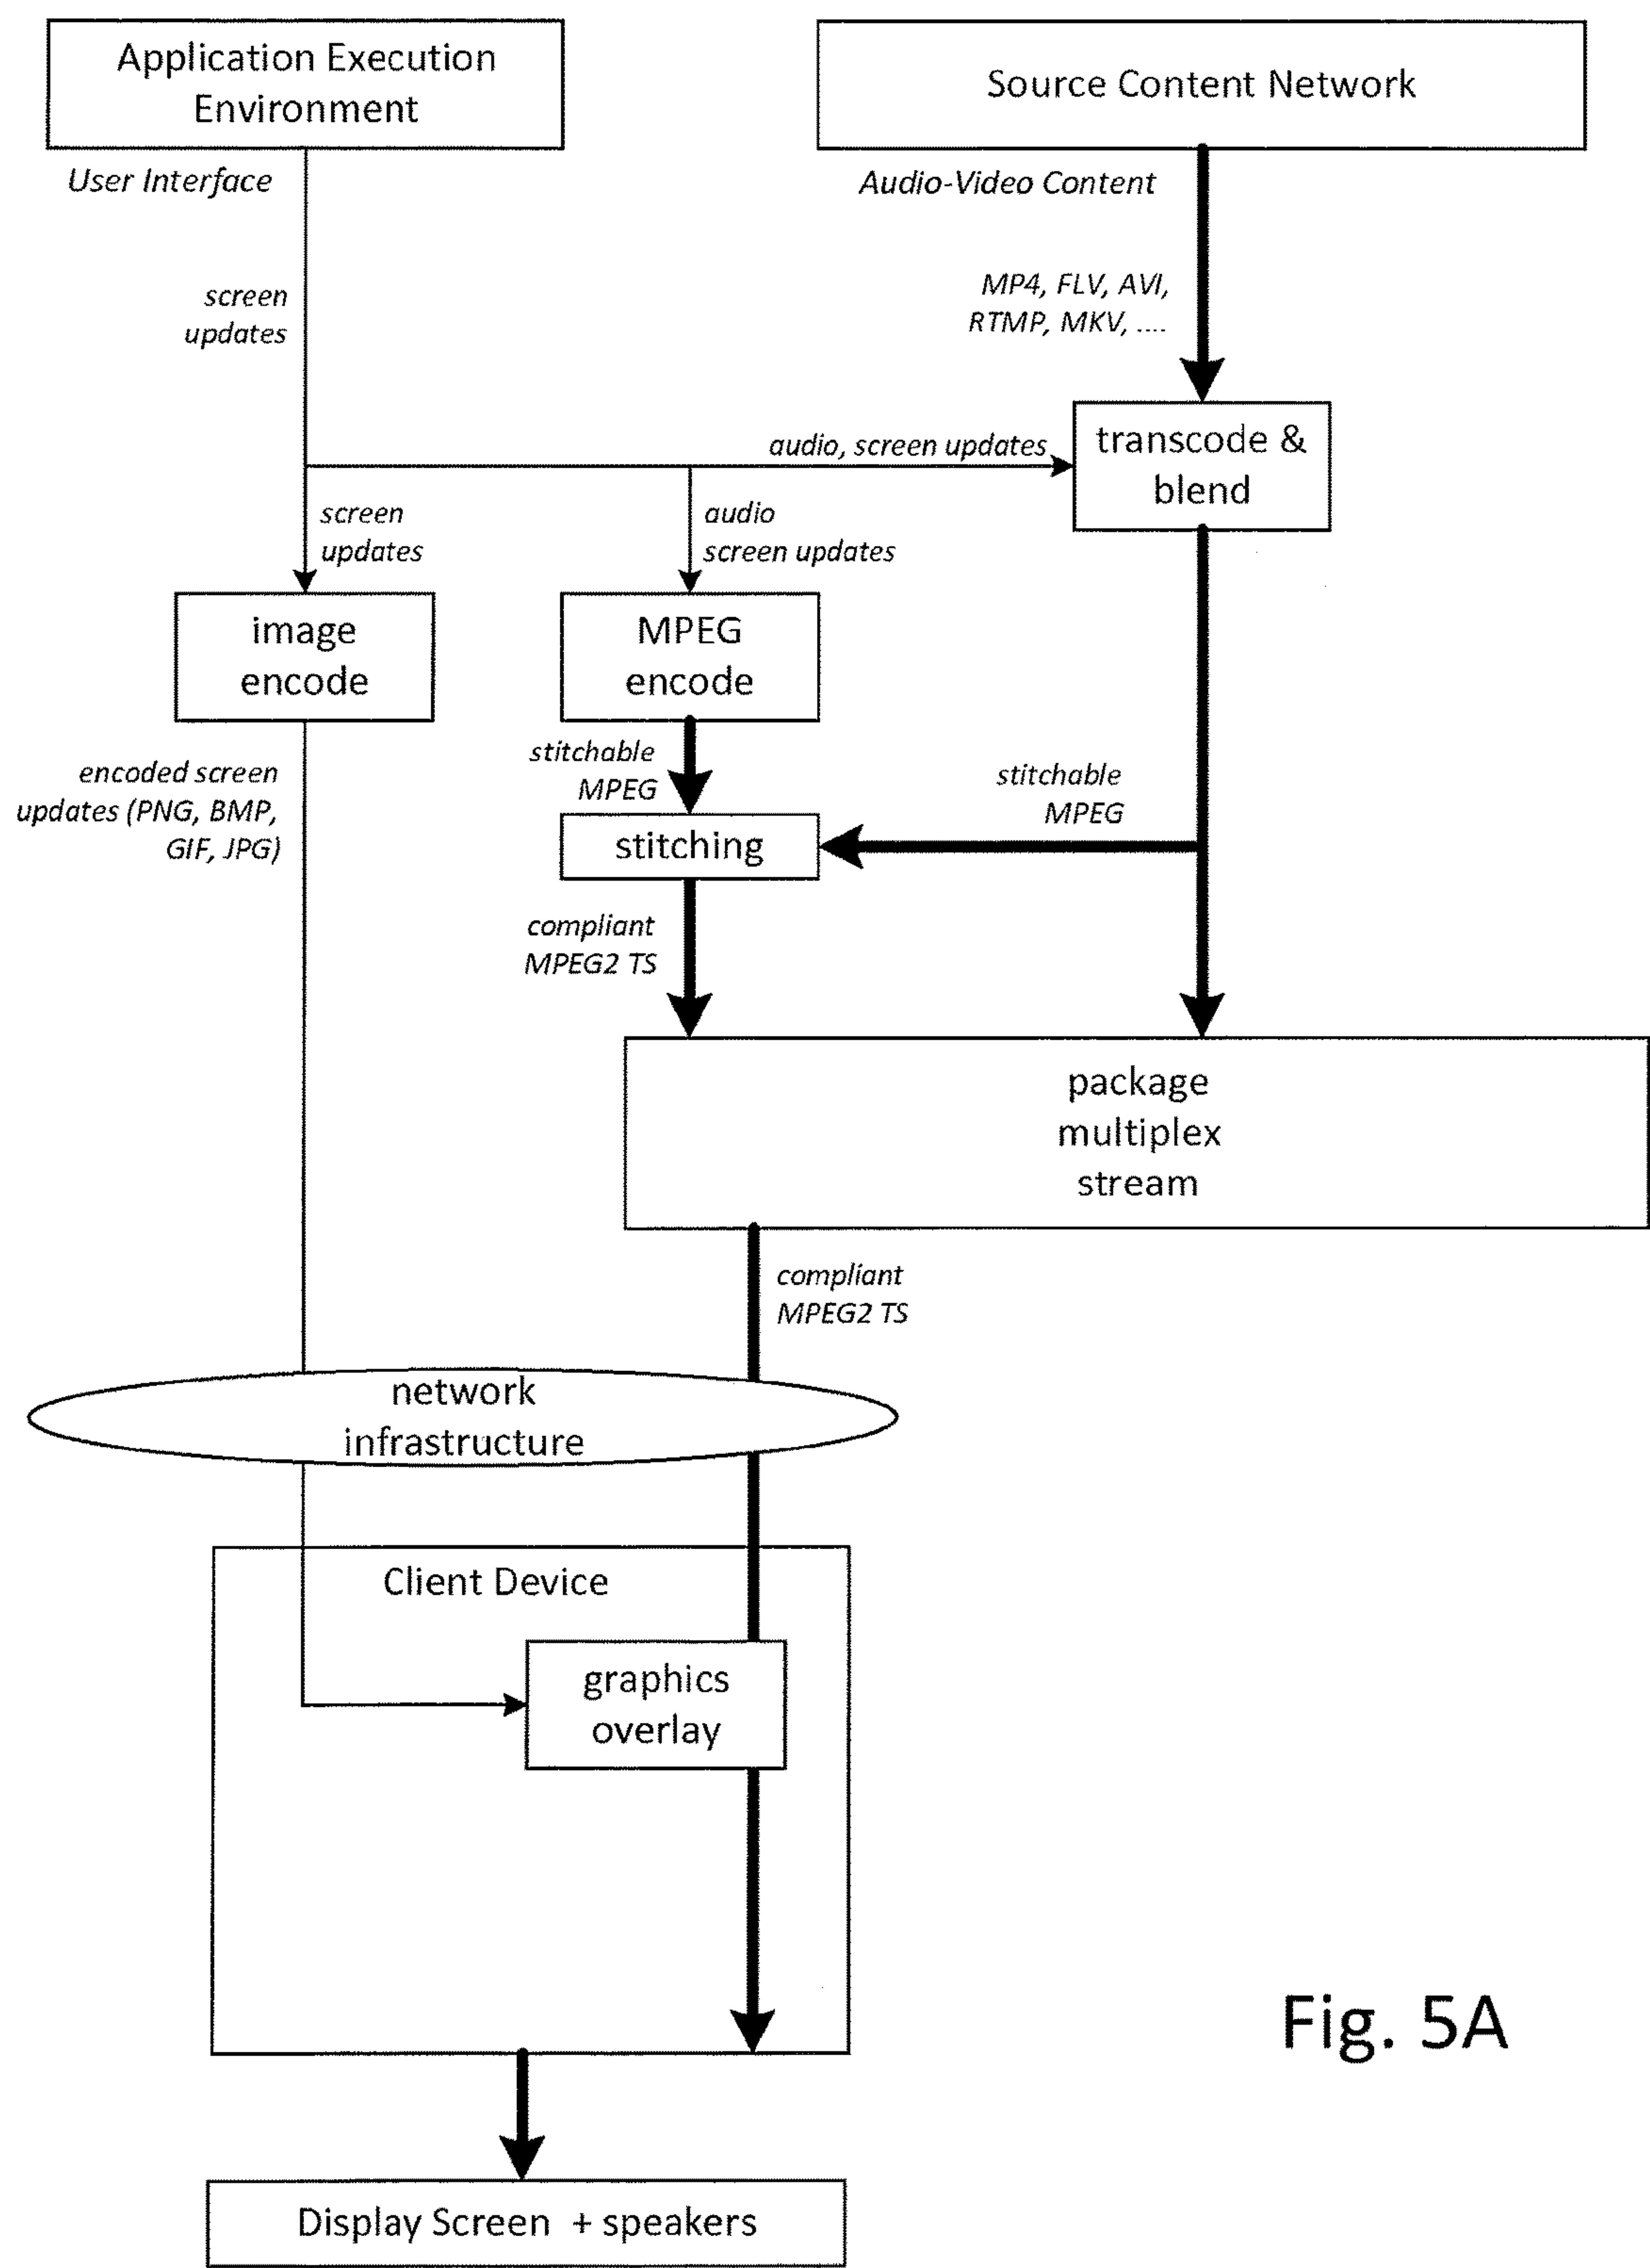 Application Execution
Environment
Source Content Network
User Interface
Audio-Video Content
screen
updates
MP4, FLV, AVI,
RTMP, MKV, ....
audio, screen updates
transcode &
blend
screen
updates
audio
screen updates
image
encode
MPEG
encode
encoded screen
updates (PNG, BMP,
GIF, JPG)
stitchable
MPEG
stitchable
MPEG
stitching
compliant
MPEG2 TS
package
multiplex
stream
compliant
MPEG2 TS
network
infrastructure
Client Device
graphics
overlay
Fig. 5A
Display Screen + speakers